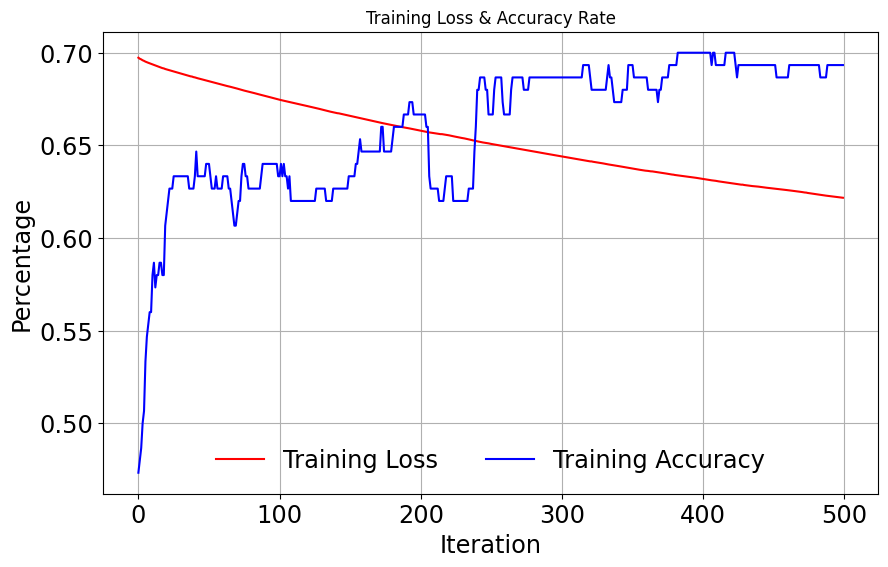 Training Loss & Accuracy Rate
0.70
0.65
0.60
0.55
0.50
Percentage
Training Loss
Training Accuracy
0 100 200 300 400 500
Iteration